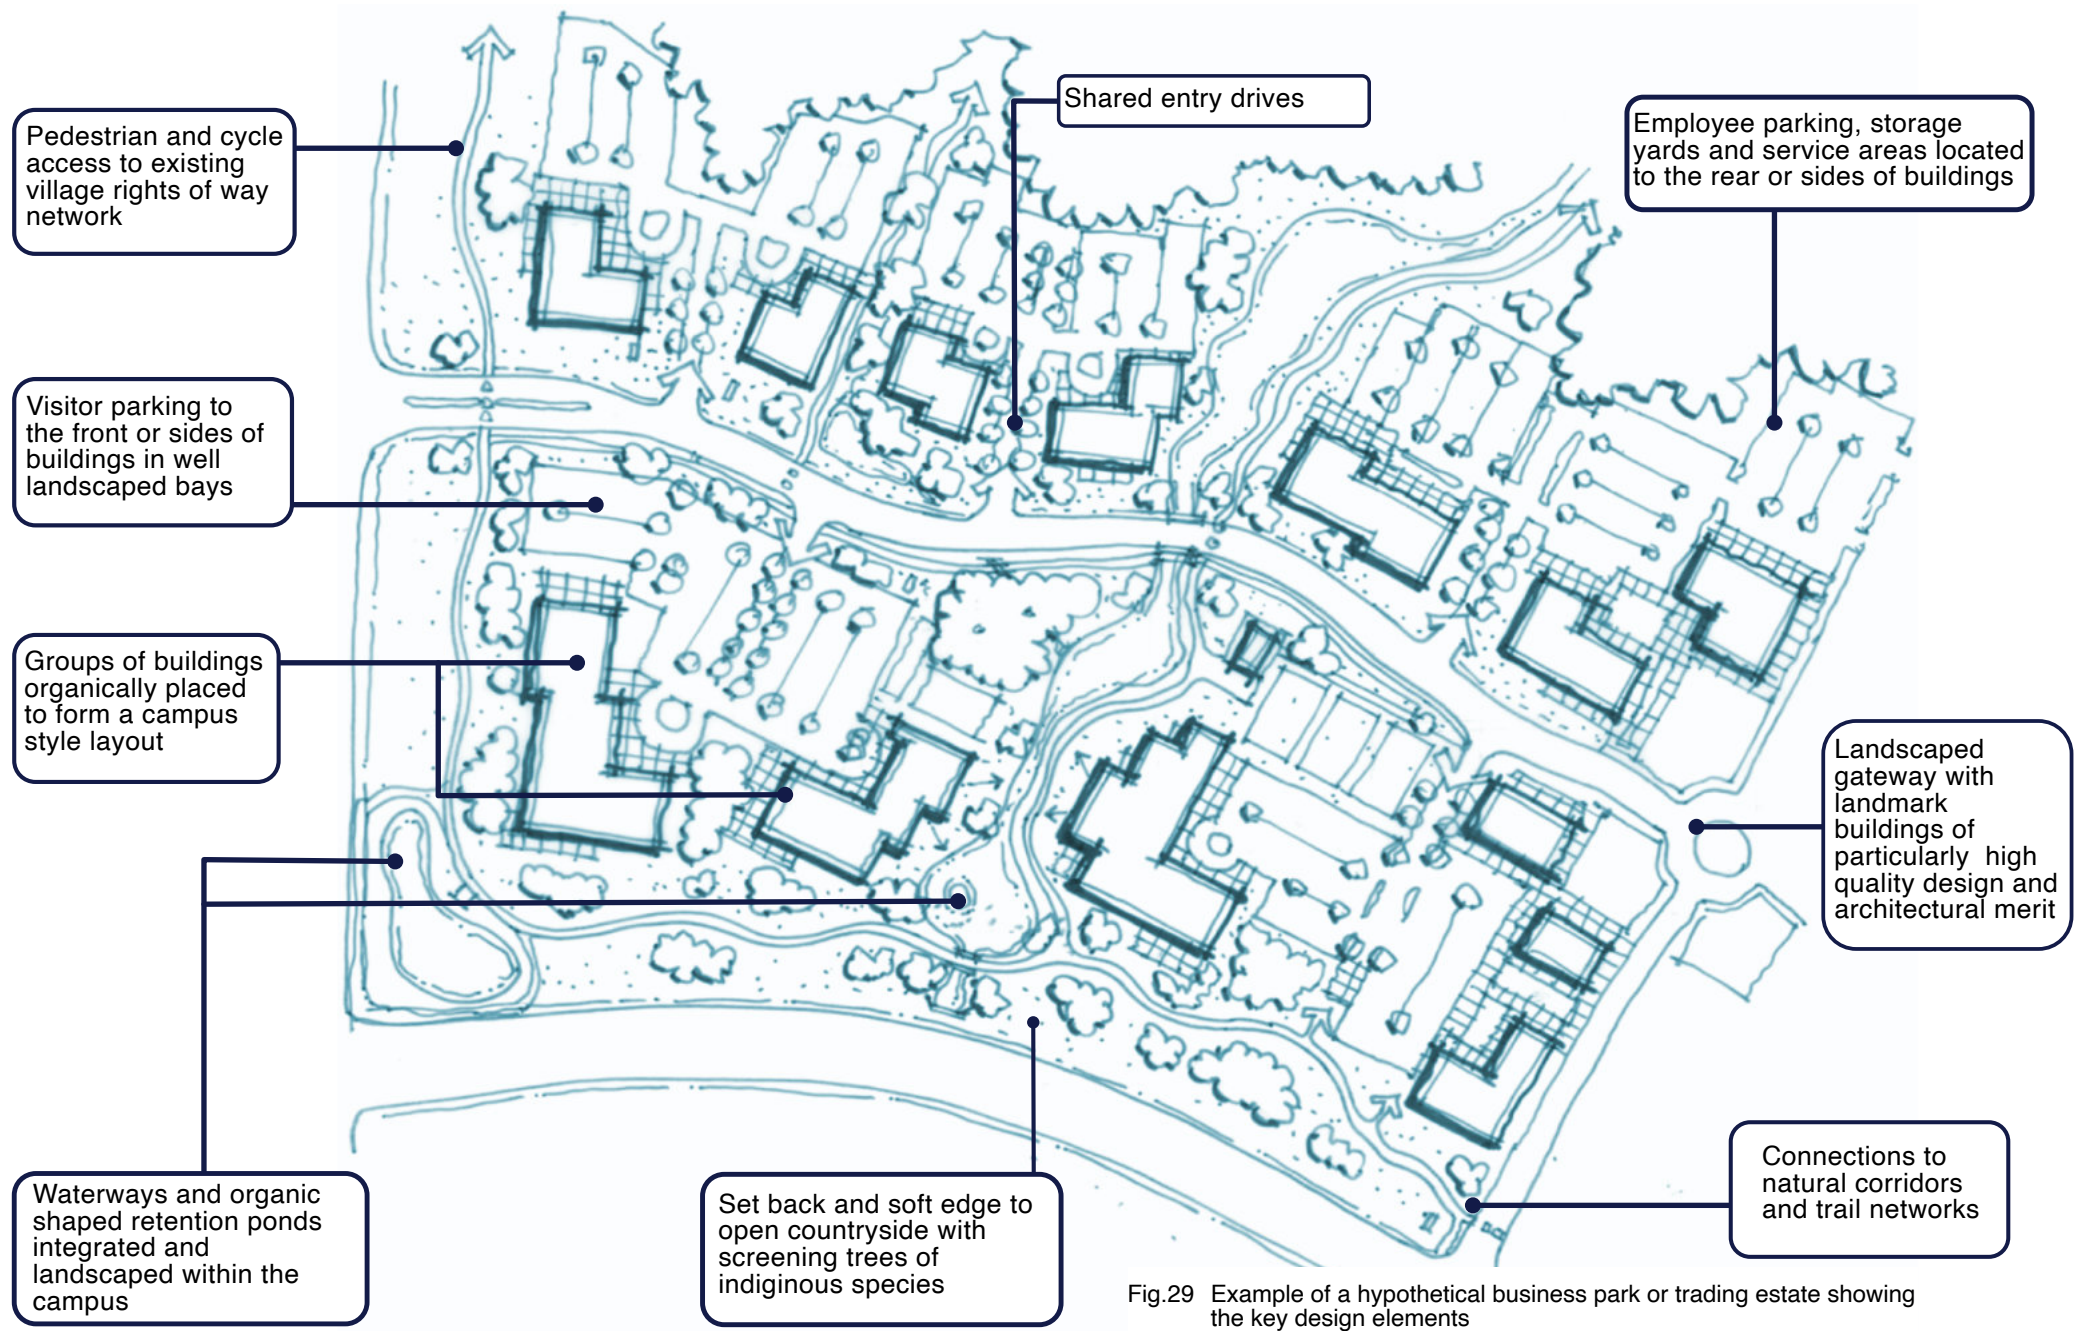 Shared entry drives
Employee parking, storage
yards and service areas located
to the rear or sides of buildings
Pedestrian and cycle
access to existing
village rights of way
network
Visitor parking to
the front or sides of
buildings in well
landscaped bays
Groups of buildings
organically placed
to form a campus
style layout
Landscaped
gateway with
landmark
buildings of
particularly high
quality design and
architectural merit
Waterways and organic
shaped retention ponds
integrated and
landscaped within the
campus
Set back and soft edge to
open countryside with
screening trees of
indiginous species
Connections to
natural corridors
and trail networks
Fig.29 Example of a hypothetical business park or trading estate showing
the key design elements